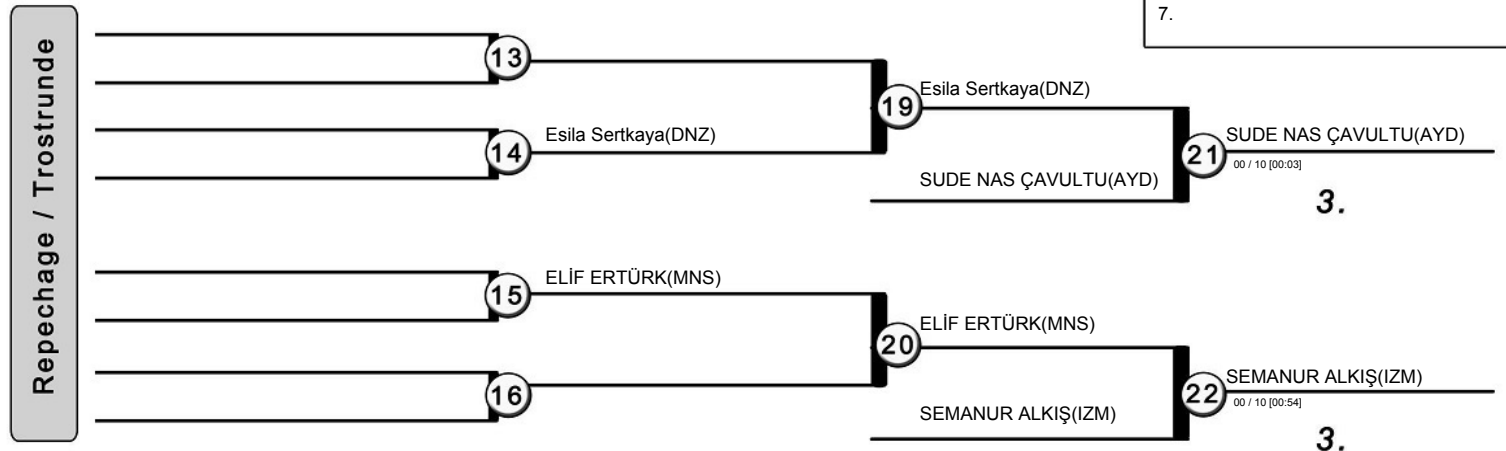 7.
Repechage / Trostrunde
13
19
Esila Sertkaya(DNZ)
14
Esila Sertkaya(DNZ)
21
SUDE NAS ÇAVULTU(AYD)
00 / 10 [00:03]
SUDE NAS ÇAVULTU(AYD)
3.
15
ELİF ERTÜRK(MNS)
20
ELİF ERTÜRK(MNS)
16
22
SEMANUR ALKIŞ(IZM)
00 / 10 [00:54]
SEMANUR ALKIŞ(IZM)
3.